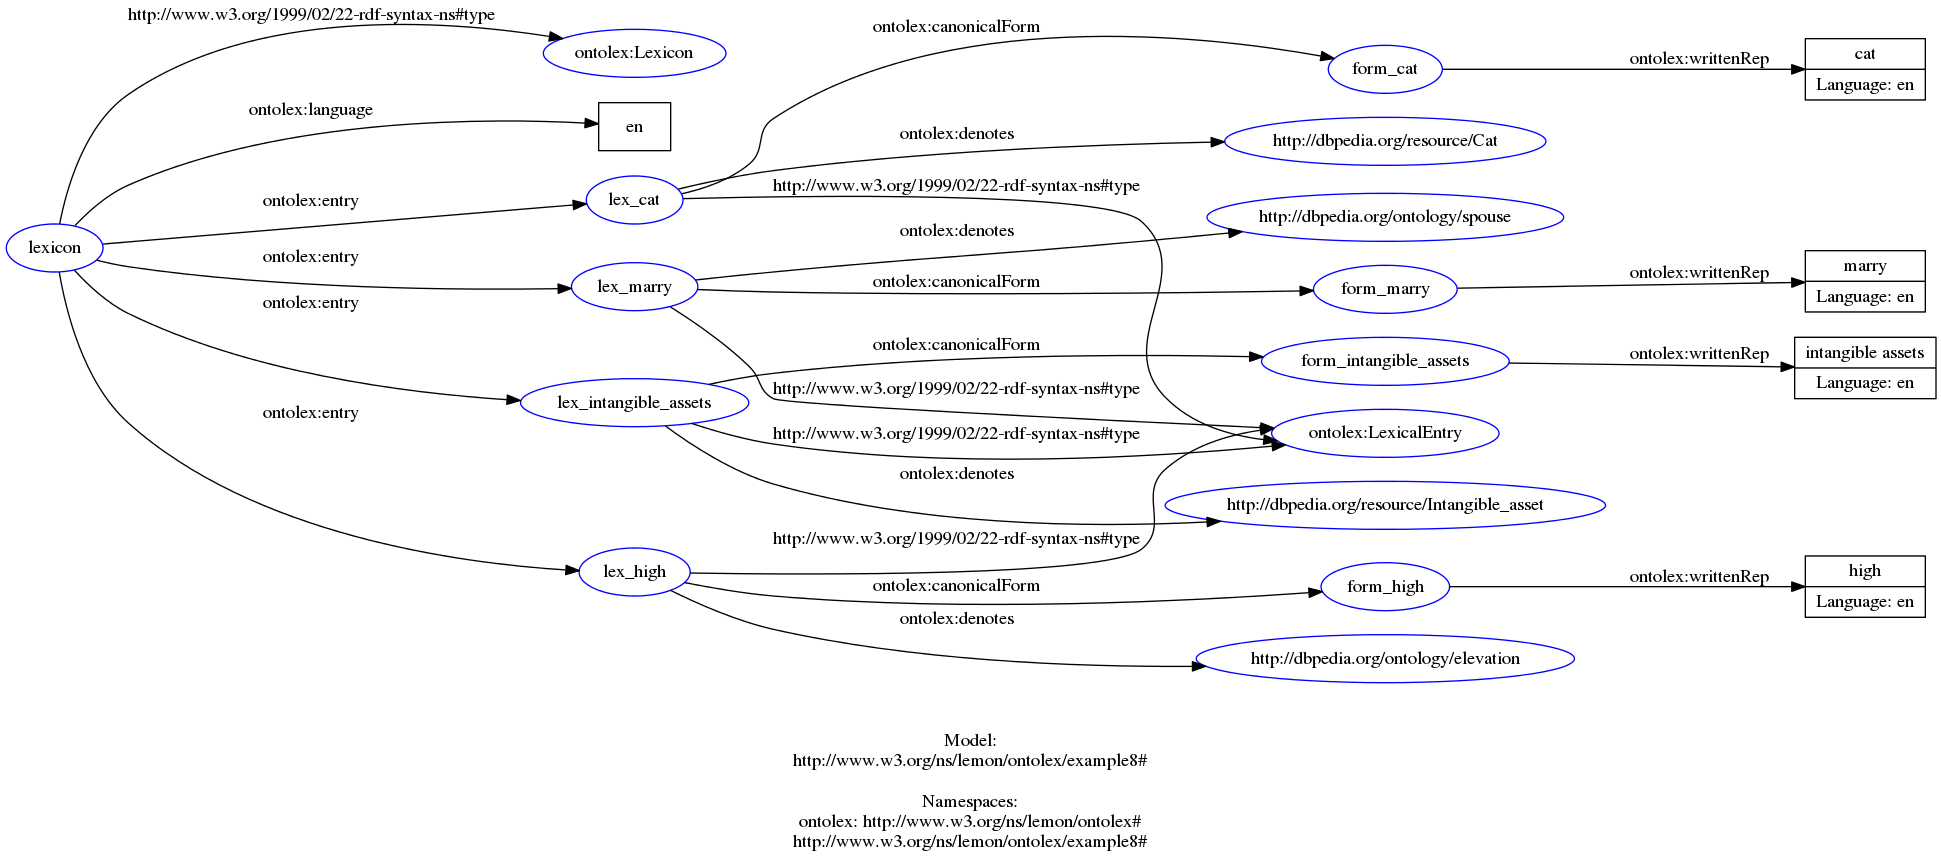 http://www.w3.org/1999/02/22-rdf-syntax-ns#type
ontolex:Lexicon
ontolex:language
en
ontolex:entry
lexicon
ontolex:entry
ontolex:entry
ontolex:entry
lex_cat
lex_marry
lex_intangible_assets
lex_high
ontolex:canonicalForm
ontolex:denotes
http://www.w3.org/1999/02/22-rdf-syntax-ns#type
ontolex:denotes
ontolex:canonicalForm
ontolex:canonicalForm
http://www.w3.org/1999/02/22-rdf-syntax-ns#type
http://www.w3.org/1999/02/22-rdf-syntax-ns#type
ontolex:denotes
http://www.w3.org/1999/02/22-rdf-syntax-ns#type
ontolex:canonicalForm
ontolex:denotes
form_cat
http://dbpedia.org/resource/Cat
http://dbpedia.org/ontology/spouse
form_marry
form_intangible_assets
ontolex:LexicalEntry
http://dbpedia.org/resource/Intangible_asset
form_high
http://dbpedia.org/ontology/elevation
ontolex:writtenRep
cat
Language: en
ontolex:writtenRep
marry
Language: en
ontolex:writtenRep
intangible assets
Language: en
ontolex:writtenRep
high
Language: en
Model:
http://www.w3.org/ns/lemon/ontolex/example8#
Namespaces:
ontolex: http://www.w3.org/ns/lemon/ontolex#
http://www.w3.org/ns/lemon/ontolex/example8#